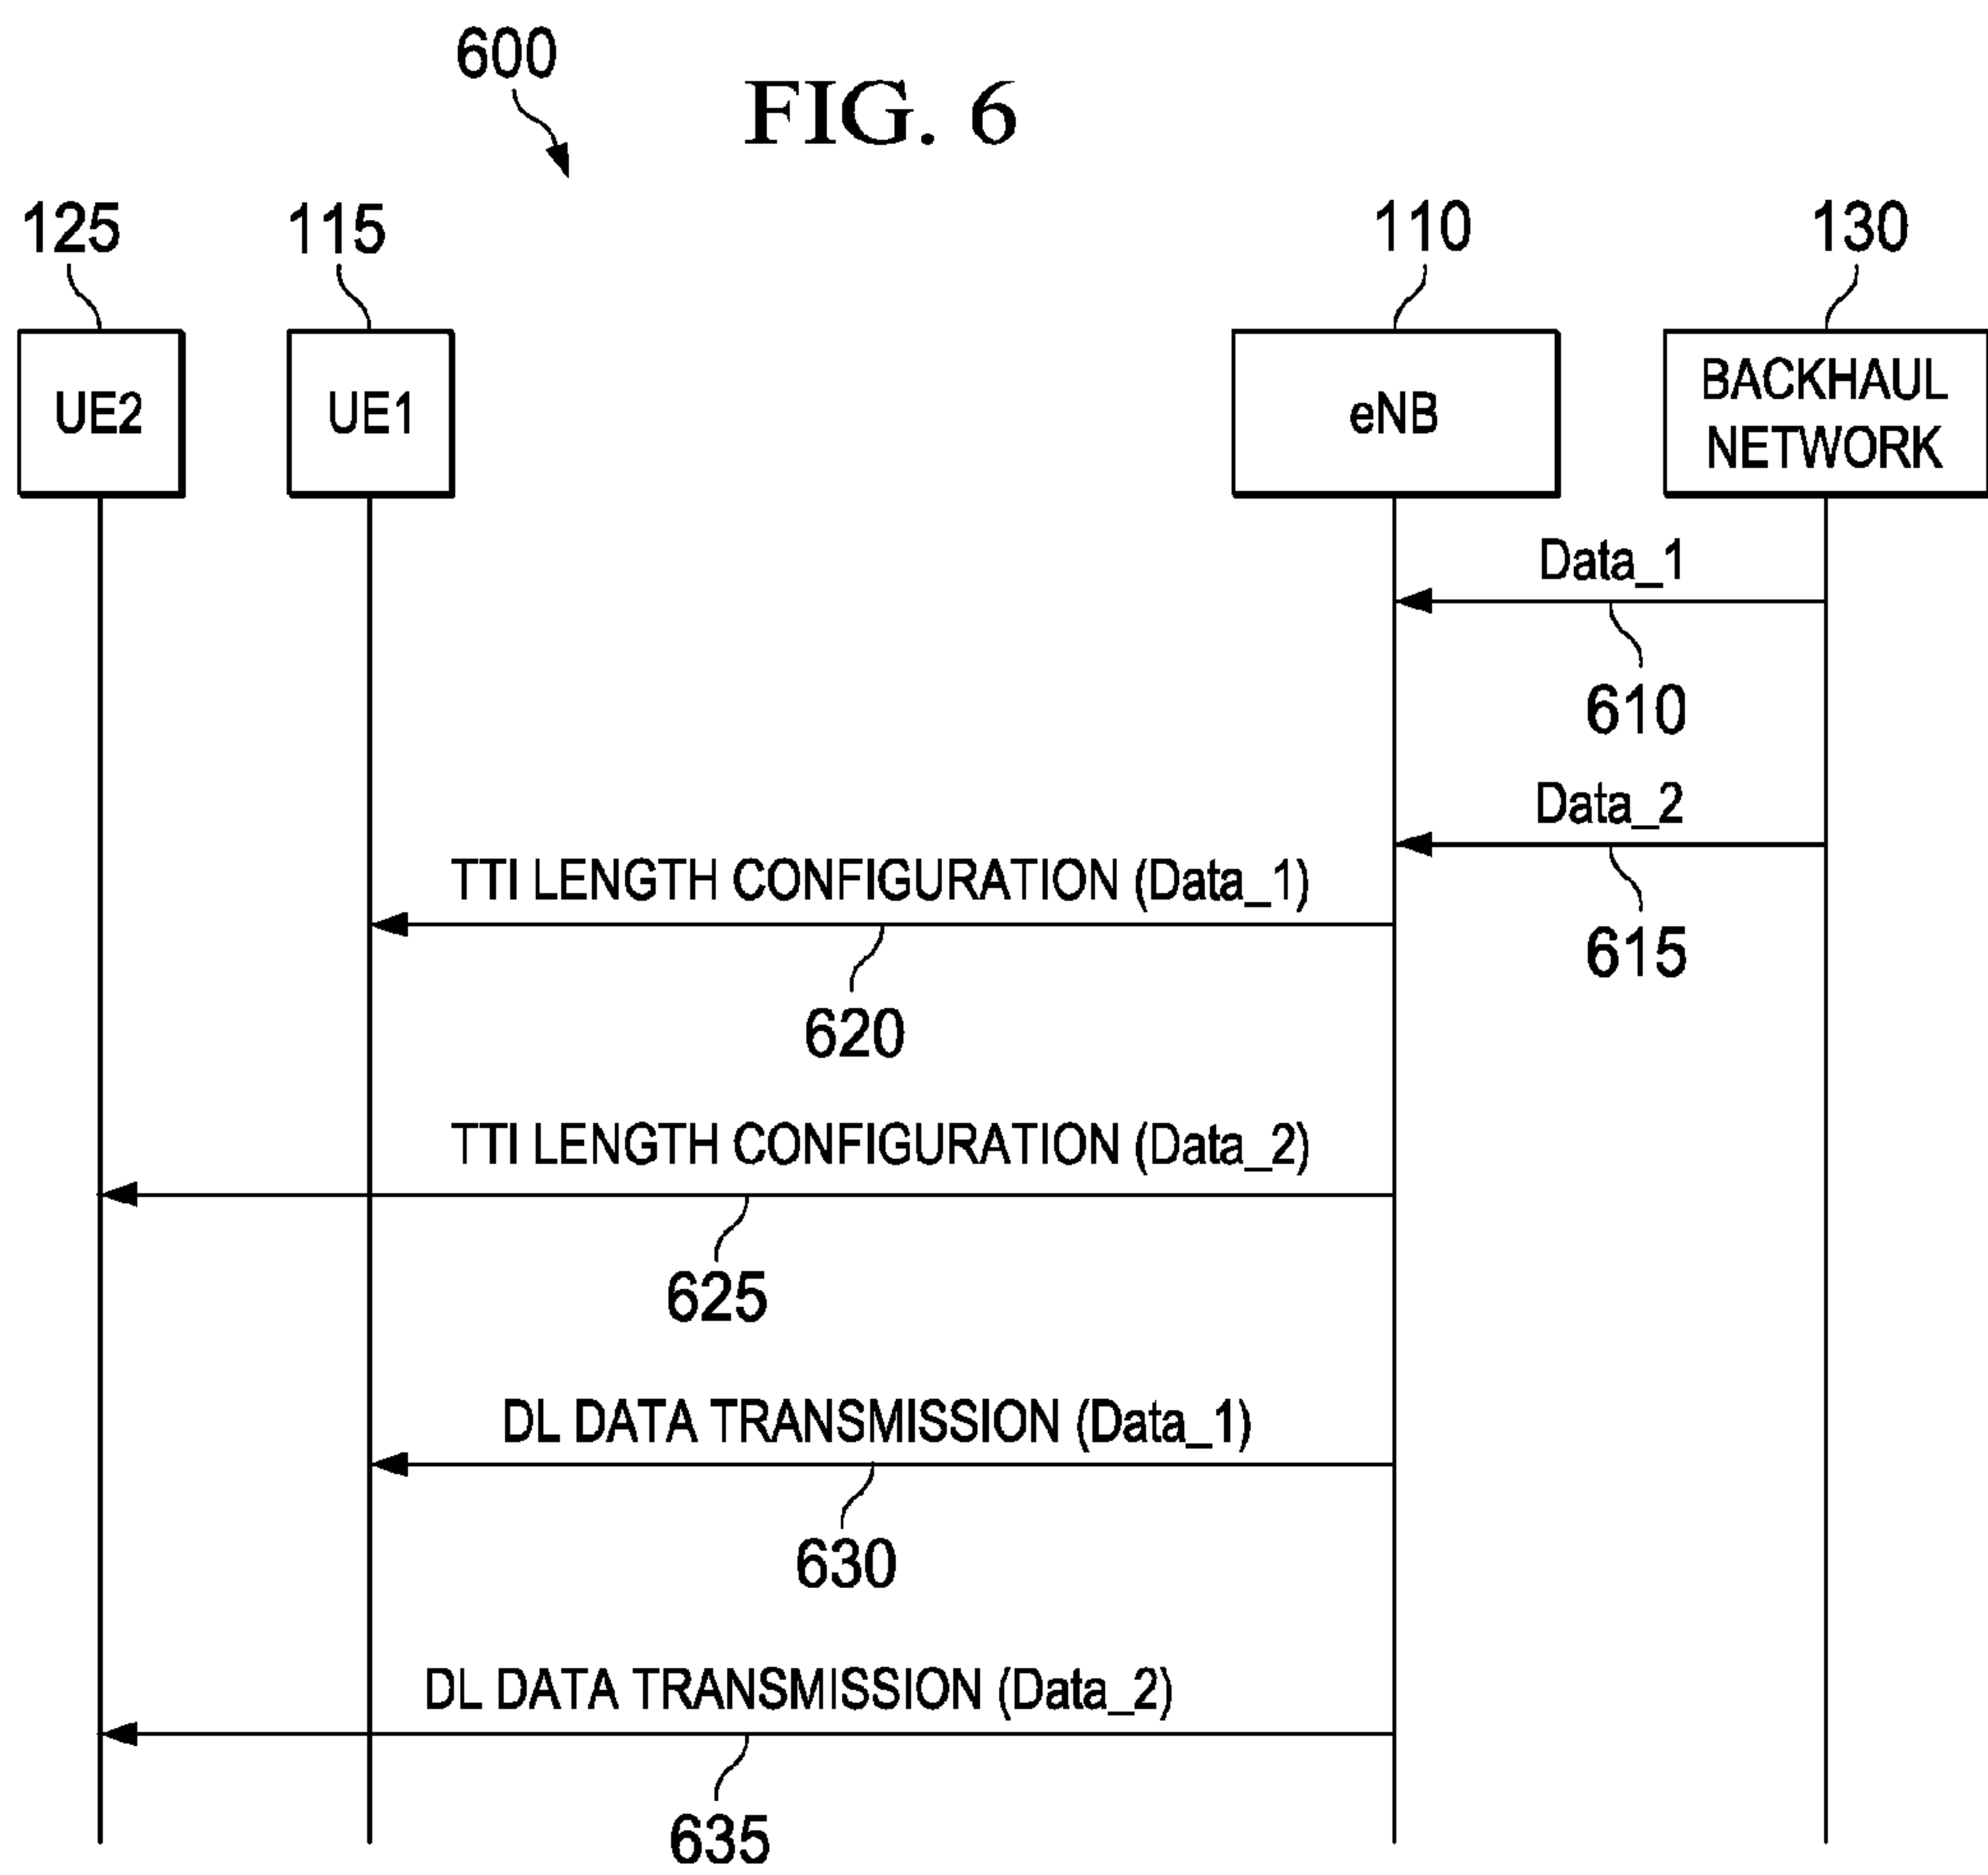 600
FIG. 6
125
115
110
130
UE2
UE1
eNB
BACKHAUL
NETWORK
Data_1
610
Data_2
615
TTI LENGTH CONFIGURATION (Data_1)
620
TTI LENGTH CONFIGURATION (Data_2)
625
DL DATA TRANSMISSION (Data_1)
630
DL DATA TRANSMISSION (Data_2)
635